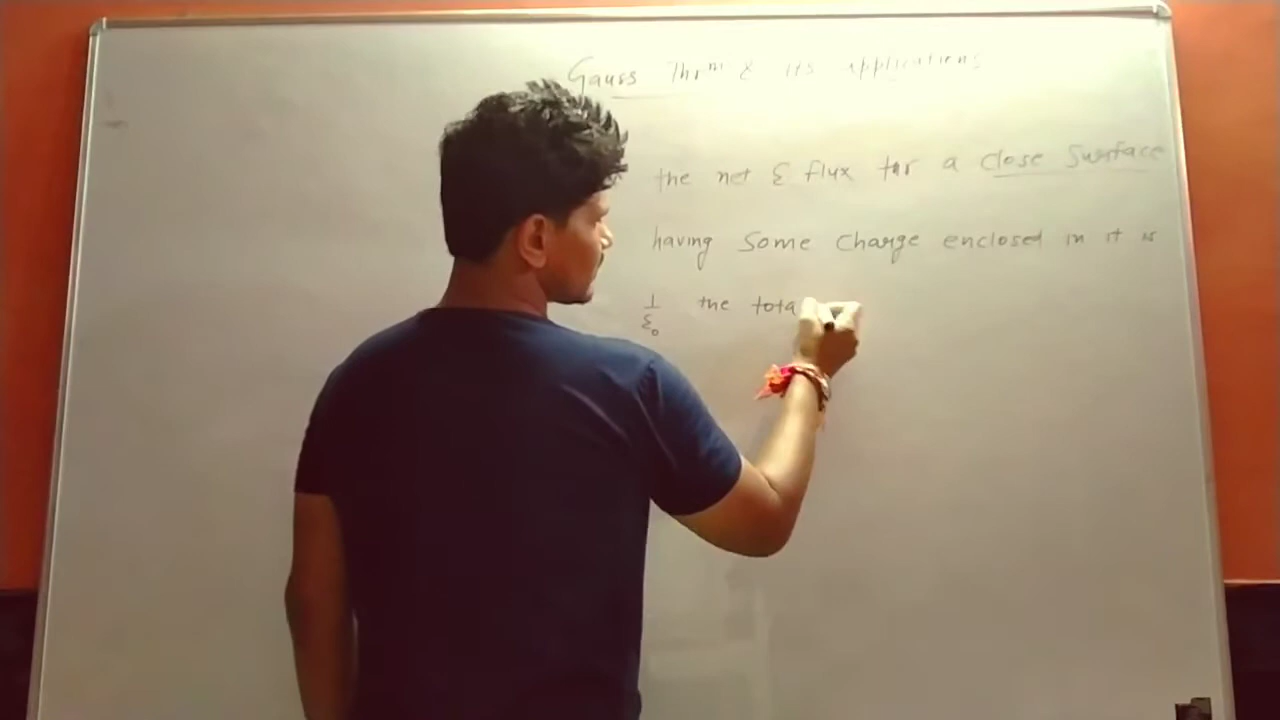 Gauss Thrm & its applications
the net ε flux for a close surface
having some charge enclosed in it is
1/ε₀ the tota